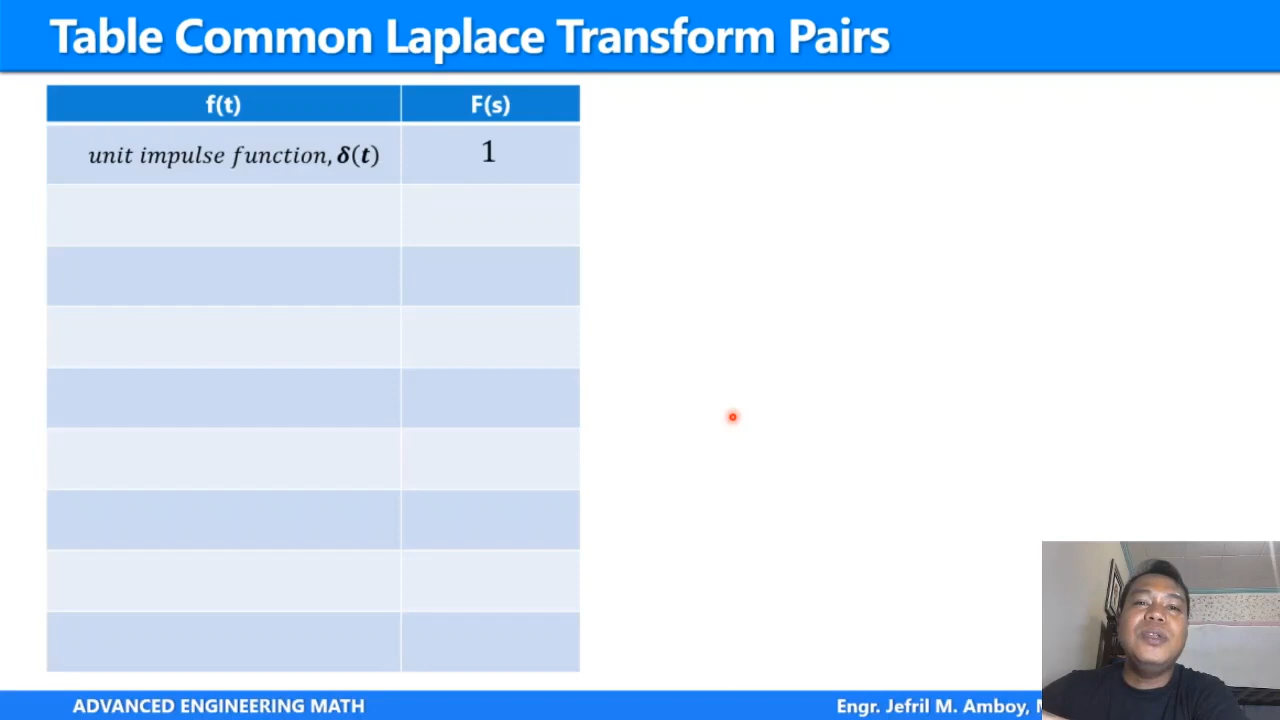 Table Common Laplace Transform Pairs
f(t) F(s)
unit impulse function, δ(t) 1
ADVANCED ENGINEERING MATH Engr. Jefril M. Amboy,